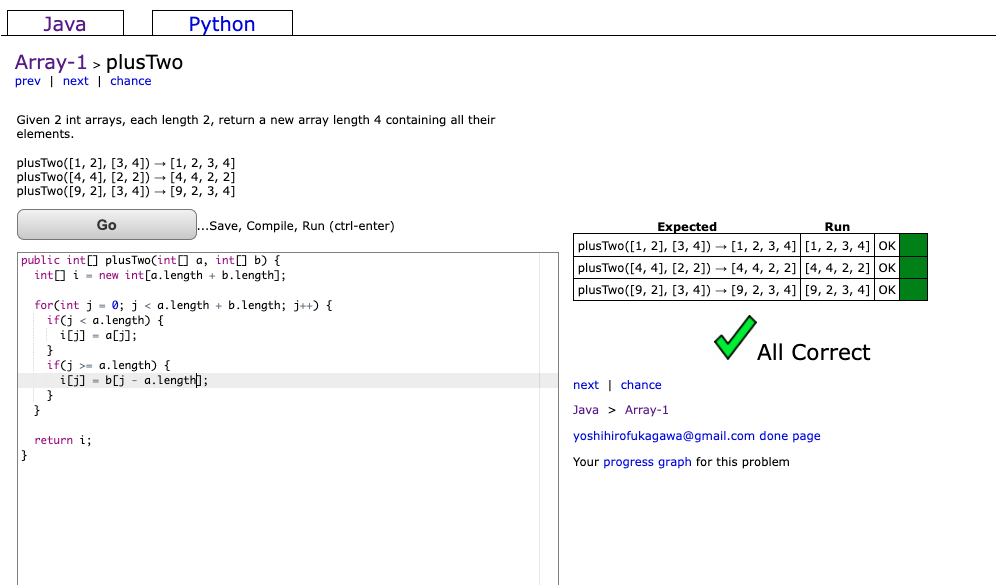 Java Python
Array-1 > plusTwo
prev | next | chance
Given 2 int arrays, each length 2, return a new array length 4 containing all their
elements.
plusTwo([1, 2], [3, 4]) → [1, 2, 3, 4]
plusTwo([4, 4], [2, 2]) → [4, 4, 2, 2]
plusTwo([9, 2], [3, 4]) → [9, 2, 3, 4]
Go ...Save, Compile, Run (ctrl-enter)
public int[] plusTwo(int[] a, int[] b) {
  int[] i = new int[a.length + b.length];

  for(int j = 0; j < a.length + b.length; j++) {
    if(j < a.length) {
      i[j] = a[j];
    }
    if(j >= a.length) {
      i[j] = b[j - a.length];
    }
  }

  return i;
}
Expected Run
plusTwo([1, 2], [3, 4]) → [1, 2, 3, 4] [1, 2, 3, 4] OK
plusTwo([4, 4], [2, 2]) → [4, 4, 2, 2] [4, 4, 2, 2] OK
plusTwo([9, 2], [3, 4]) → [9, 2, 3, 4] [9, 2, 3, 4] OK
All Correct
next | chance
Java > Array-1
yoshihirofukagawa@gmail.com done page
Your progress graph for this problem